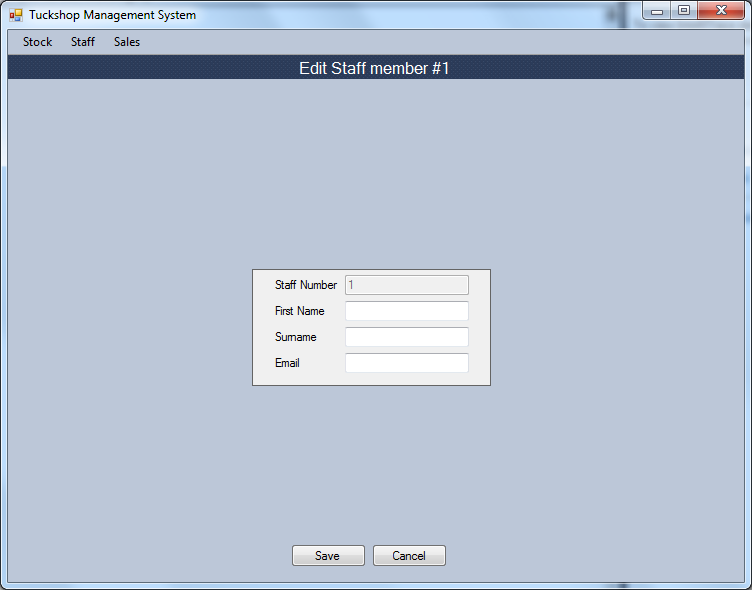 Tuckshop Management System
Stock Staff Sales
Edit Staff member #1
Staff Number 1
First Name
Surname
Email
Save Cancel